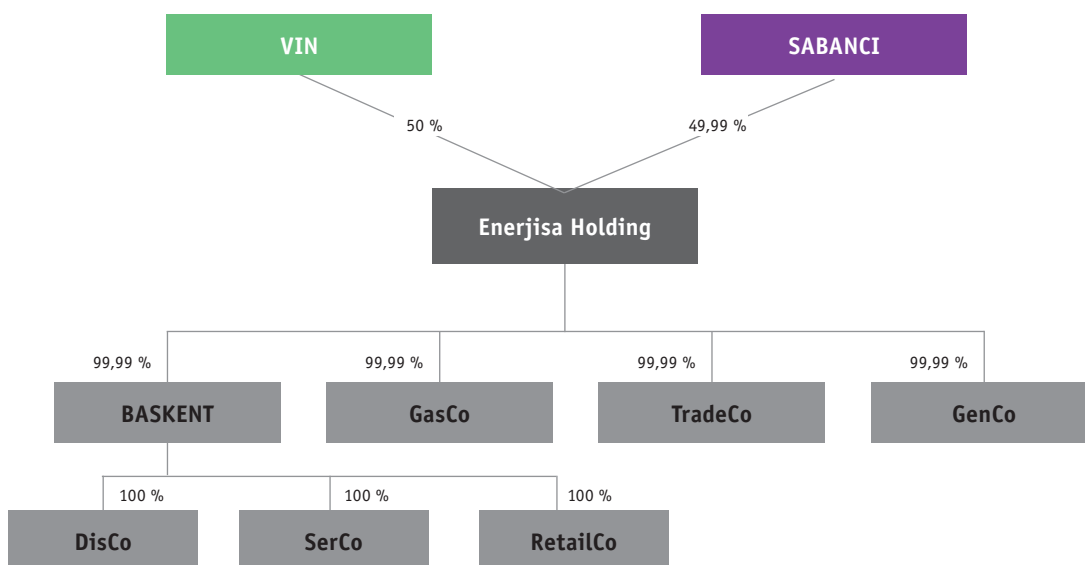 VIN
SABANCI
50 %
49,99 %
Enerjisa Holding
99,99 %
99,99 %
99,99 %
99,99 %
BASKENT
GasCo
TradeCo
GenCo
100 %
100 %
100 %
DisCo
SerCo
RetailCo